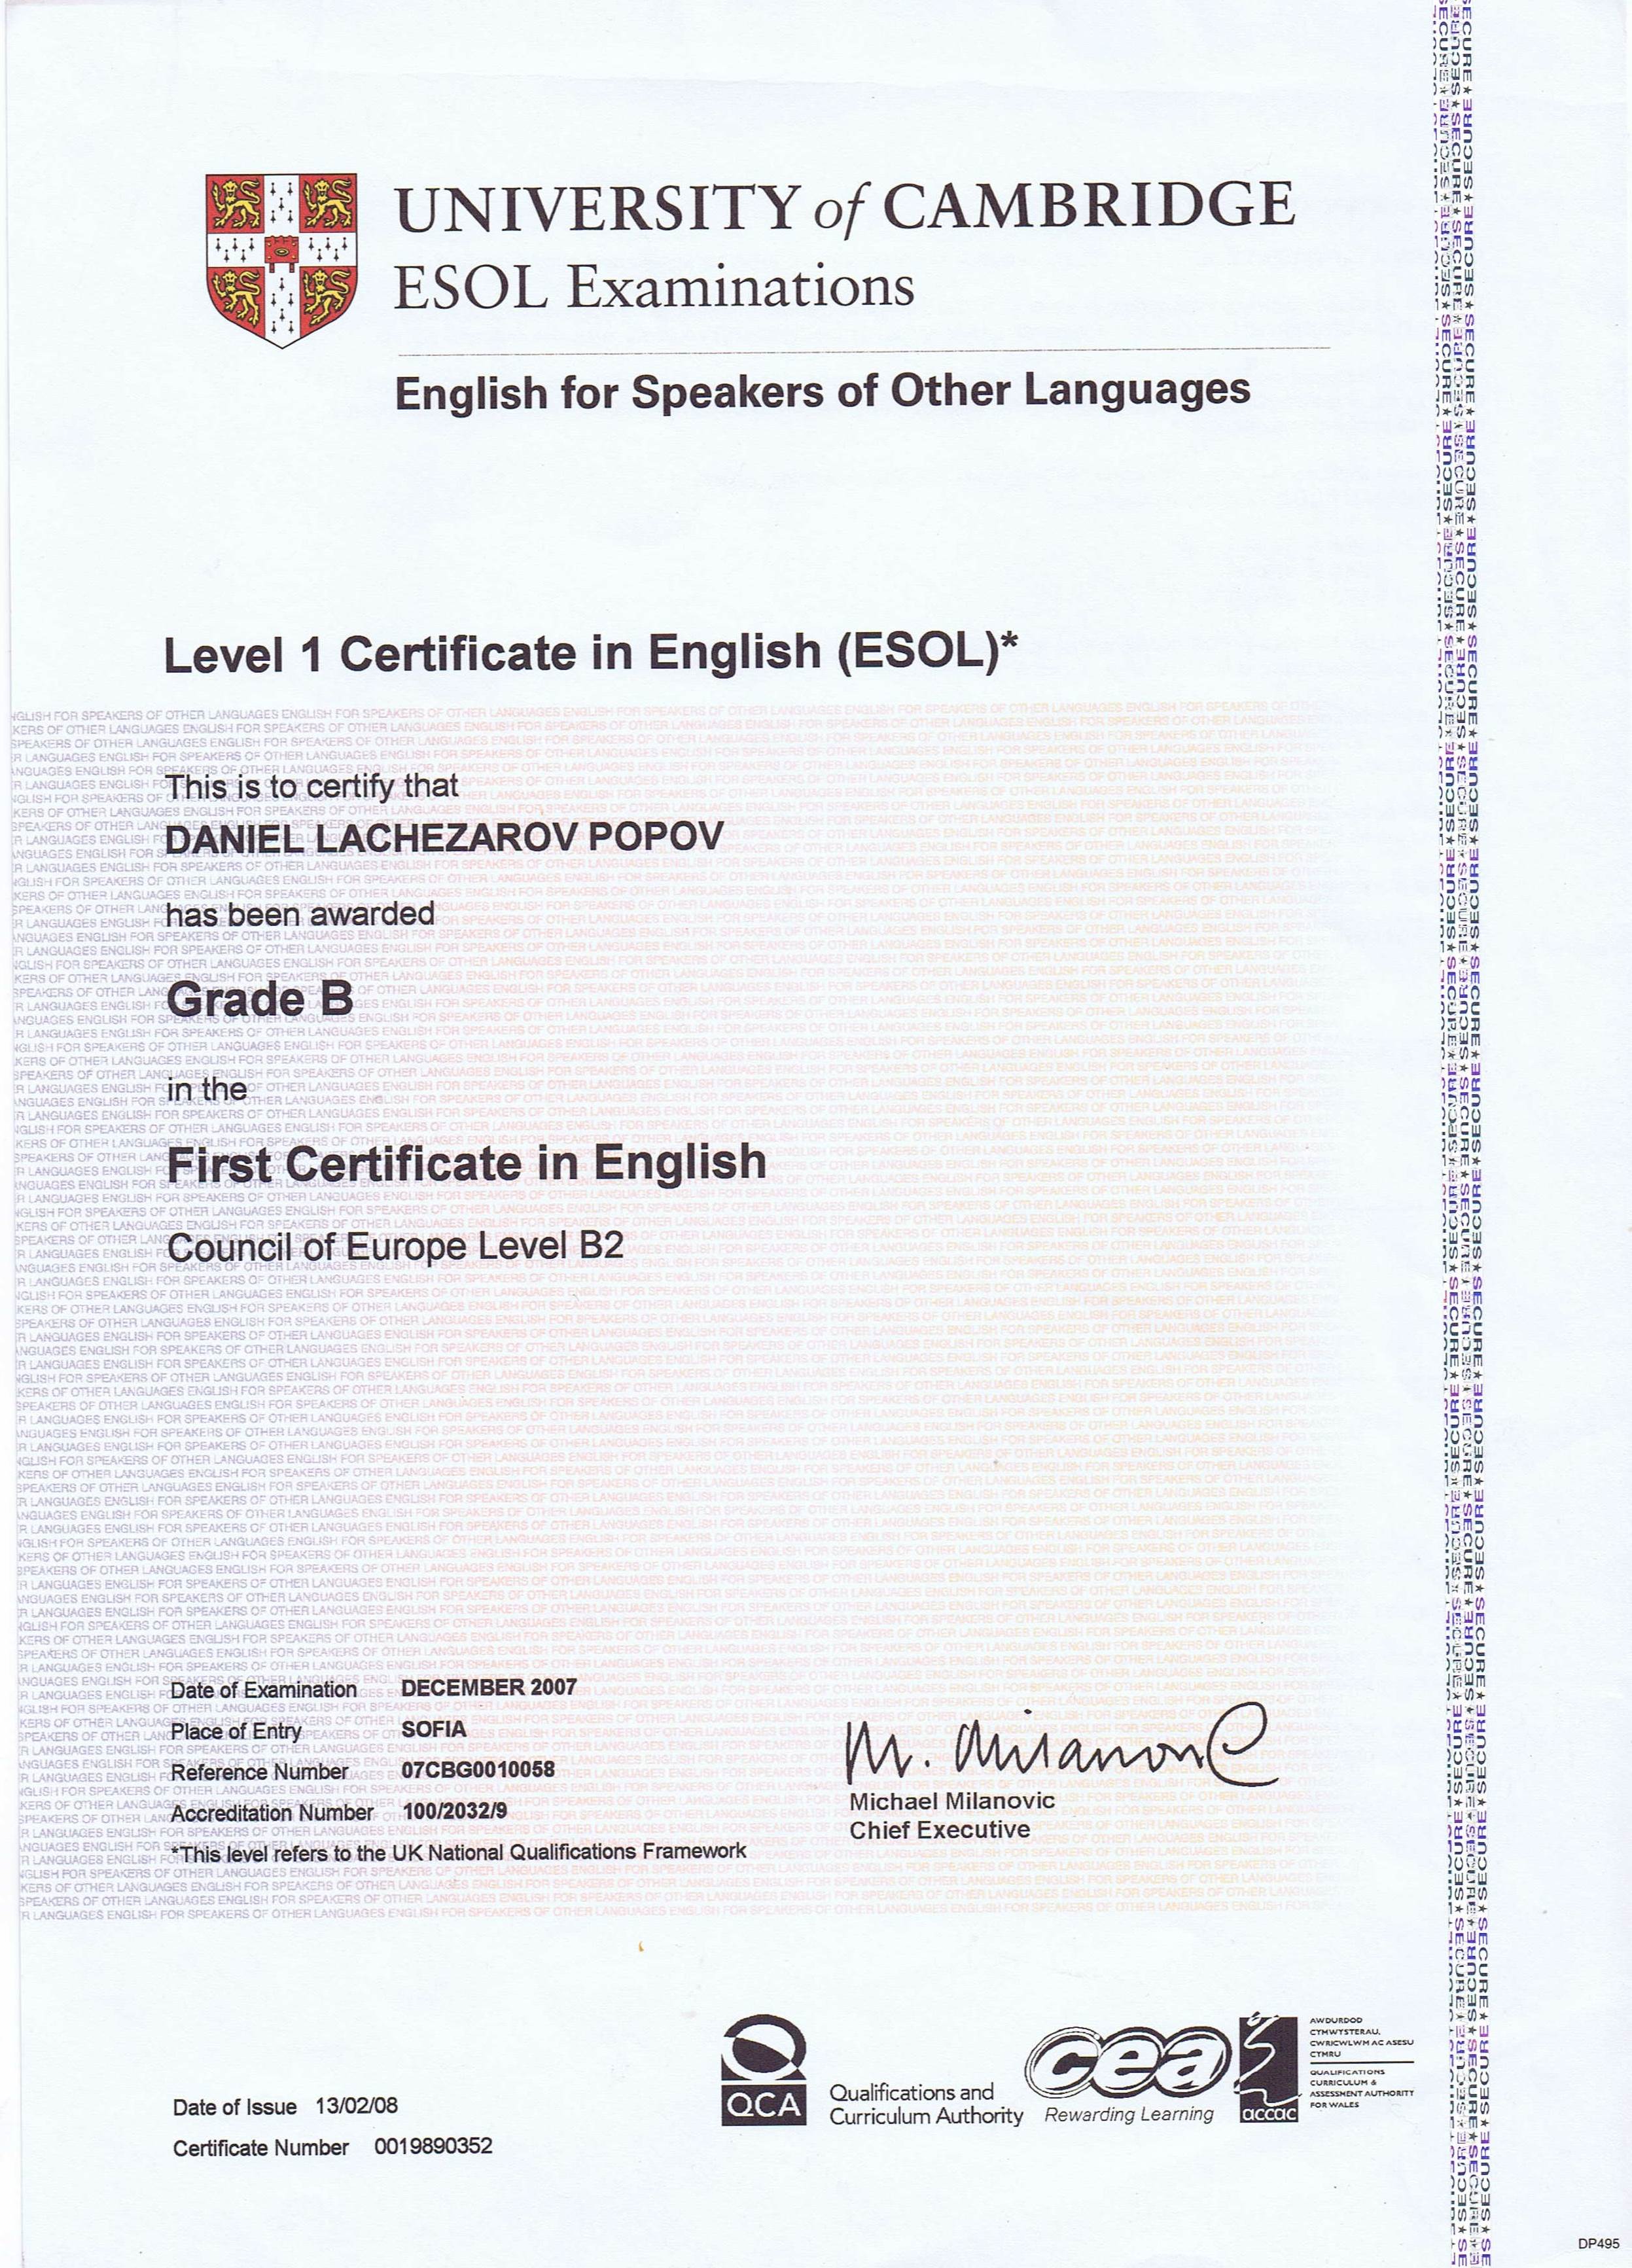 UNIVERSITY of CAMBRIDGE
ESOL Examinations
English for Speakers of Other Languages
Level 1 Certificate in English (ESOL)*
This is to certify that
DANIEL LACHEZAROV POPOV
has been awarded
Grade B
in the
First Certificate in English
Council of Europe Level B2
Date of Examination DECEMBER 2007
Place of Entry SOFIA
Reference Number 07CBG0010058
Accreditation Number 100/2032/9
*This level refers to the UK National Qualifications Framework
M. Milanovic
Michael Milanovic
Chief Executive
Date of Issue 13/02/08
Certificate Number 0019890352
QCA
Qualifications and
Curriculum Authority
cea
Rewarding Learning
accac
AWDURDOD
CYMWYSTERAU,
CWRICWLWM AC ASESU
CYMRU
QUALIFICATIONS
CURRICULUM &
ASSESSMENT AUTHORITY
FOR WALES
DP495